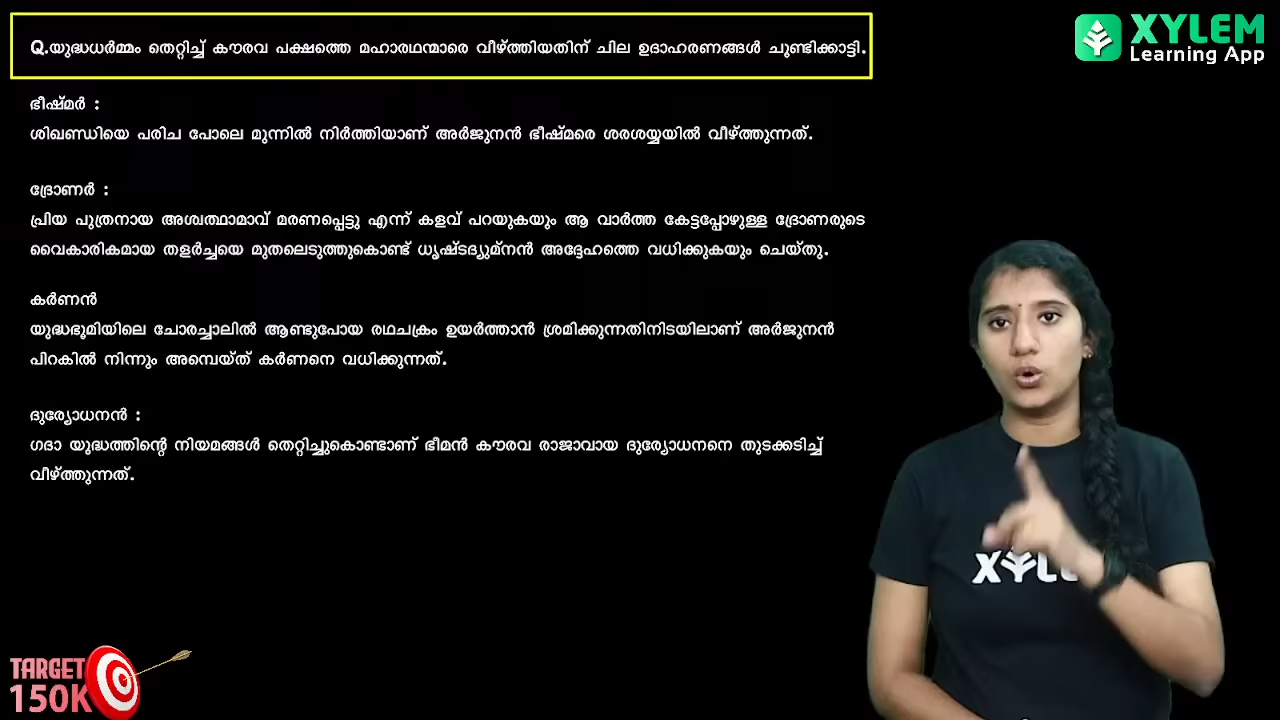 Q.യുദ്ധധർമ്മം തെറ്റിച്ച് കൗരവ പക്ഷത്തെ മഹാരഥന്മാരെ വീഴ്ത്തിയതിന് ചില ഉദാഹരണങ്ങൾ ചൂണ്ടിക്കാട്ടി.
XYLEM
Learning App
ഭീഷ്മർ :
ശിഖണ്ഡിയെ പരിച പോലെ മുന്നിൽ നിർത്തിയാണ് അർജുനൻ ഭീഷ്മരെ ശരശയ്യയിൽ വീഴ്ത്തുന്നത്.
ദ്രോണർ :
പ്രിയ പുത്രനായ അശ്വത്ഥാമാവ് മരണപ്പെട്ടു എന്ന് കളവ് പറയുകയും ആ വാർത്ത കേട്ടപ്പോഴുള്ള ദ്രോണരുടെ
വൈകാരികമായ തളർച്ചയെ മുതലെടുത്തുകൊണ്ട് ധൃഷ്ടദ്യുമ്നൻ അദ്ദേഹത്തെ വധിക്കുകയും ചെയ്തു.
കർണൻ
യുദ്ധഭൂമിയിലെ ചോരച്ചാലിൽ ആണ്ടുപോയ രഥചക്രം ഉയർത്താൻ ശ്രമിക്കുന്നതിനിടയിലാണ് അർജുനൻ
പിറകിൽ നിന്നും അമ്പെയ്ത് കർണനെ വധിക്കുന്നത്.
ദുര്യോധനൻ :
ഗദാ യുദ്ധത്തിന്റെ നിയമങ്ങൾ തെറ്റിച്ചുകൊണ്ടാണ് ഭീമൻ കൗരവ രാജാവായ ദുര്യോധനനെ തുടക്കടിച്ച്
വീഴ്ത്തുന്നത്.
TARGET
150K